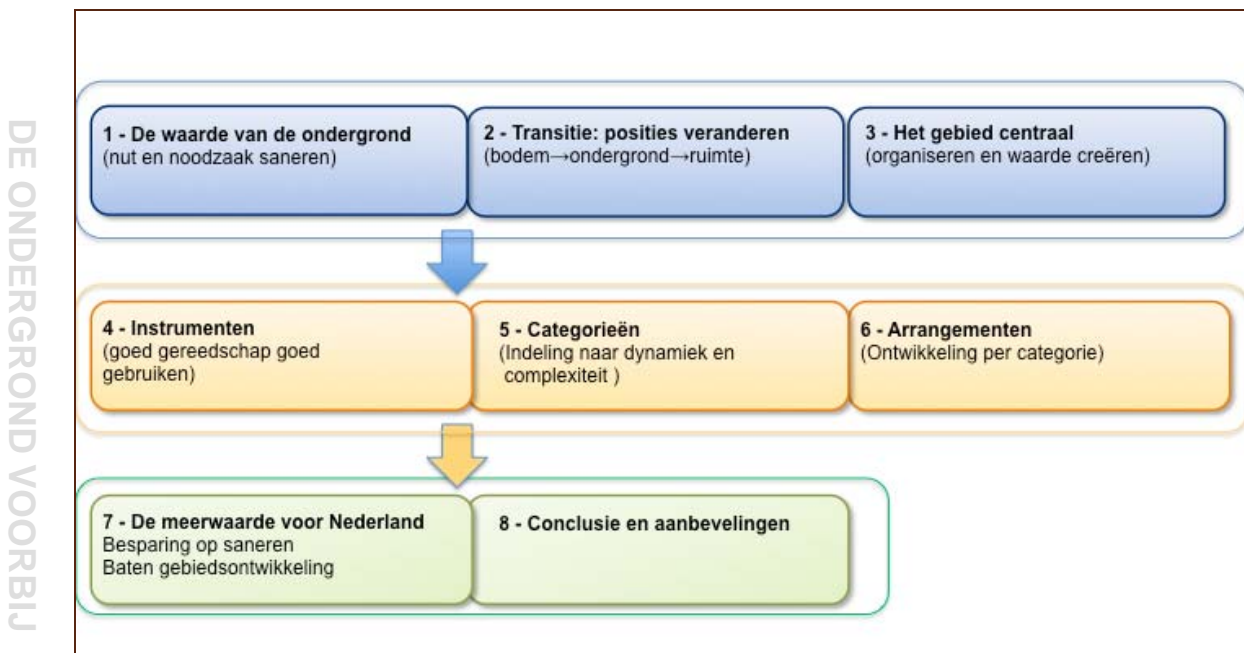 DE ONDERGROND VOORBIJ
1 - De waarde van de ondergrond
(nut en noodzaak saneren)
2 - Transitie: posities veranderen
(bodem→ondergrond→ruimte)
3 - Het gebied centraal
(organiseren en waarde creëren)
4 - Instrumenten
(goed gereedschap goed
gebruiken)
5 - Categorieën
(Indeling naar dynamiek en
complexiteit )
6 - Arrangementen
(Ontwikkeling per categorie)
7 - De meerwaarde voor Nederland
Besparing op saneren
Baten gebiedsontwikkeling
8 - Conclusie en aanbevelingen